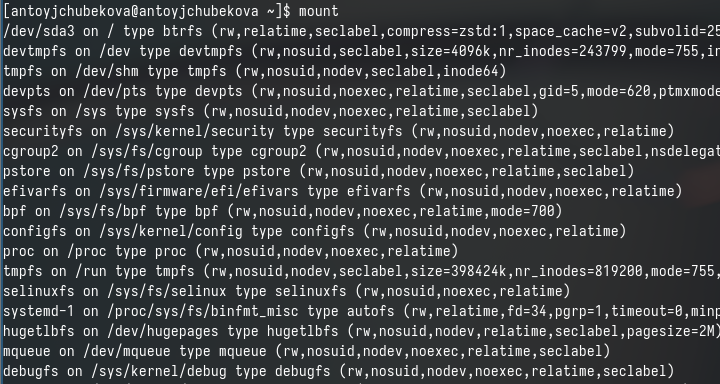 [antoyjchubekova@antoyjchubekova ~]$ mount
/dev/sda3 on / type btrfs (rw,relatime,seclabel,compress=zstd:1,space_cache=v2,subvolid=25
devtmpfs on /dev type devtmpfs (rw,nosuid,seclabel,size=4096k,nr_inodes=243799,mode=755,in
tmpfs on /dev/shm type tmpfs (rw,nosuid,nodev,seclabel,inode64)
devpts on /dev/pts type devpts (rw,nosuid,noexec,relatime,seclabel,gid=5,mode=620,ptmxmode
sysfs on /sys type sysfs (rw,nosuid,nodev,noexec,relatime,seclabel)
securityfs on /sys/kernel/security type securityfs (rw,nosuid,nodev,noexec,relatime)
cgroup2 on /sys/fs/cgroup type cgroup2 (rw,nosuid,nodev,noexec,relatime,seclabel,nsdelegat
pstore on /sys/fs/pstore type pstore (rw,nosuid,nodev,noexec,relatime,seclabel)
efivarfs on /sys/firmware/efi/efivars type efivarfs (rw,nosuid,nodev,noexec,relatime)
bpf on /sys/fs/bpf type bpf (rw,nosuid,nodev,noexec,relatime,mode=700)
configfs on /sys/kernel/config type configfs (rw,nosuid,nodev,noexec,relatime)
proc on /proc type proc (rw,nosuid,nodev,noexec,relatime)
tmpfs on /run type tmpfs (rw,nosuid,nodev,seclabel,size=398424k,nr_inodes=819200,mode=755,
selinuxfs on /sys/fs/selinux type selinuxfs (rw,nosuid,noexec,relatime)
systemd-1 on /proc/sys/fs/binfmt_misc type autofs (rw,relatime,fd=34,pgrp=1,timeout=0,minp
hugetlbfs on /dev/hugepages type hugetlbfs (rw,nosuid,nodev,relatime,seclabel,pagesize=2M)
mqueue on /dev/mqueue type mqueue (rw,nosuid,nodev,noexec,relatime,seclabel)
debugfs on /sys/kernel/debug type debugfs (rw,nosuid,nodev,noexec,relatime,seclabel)